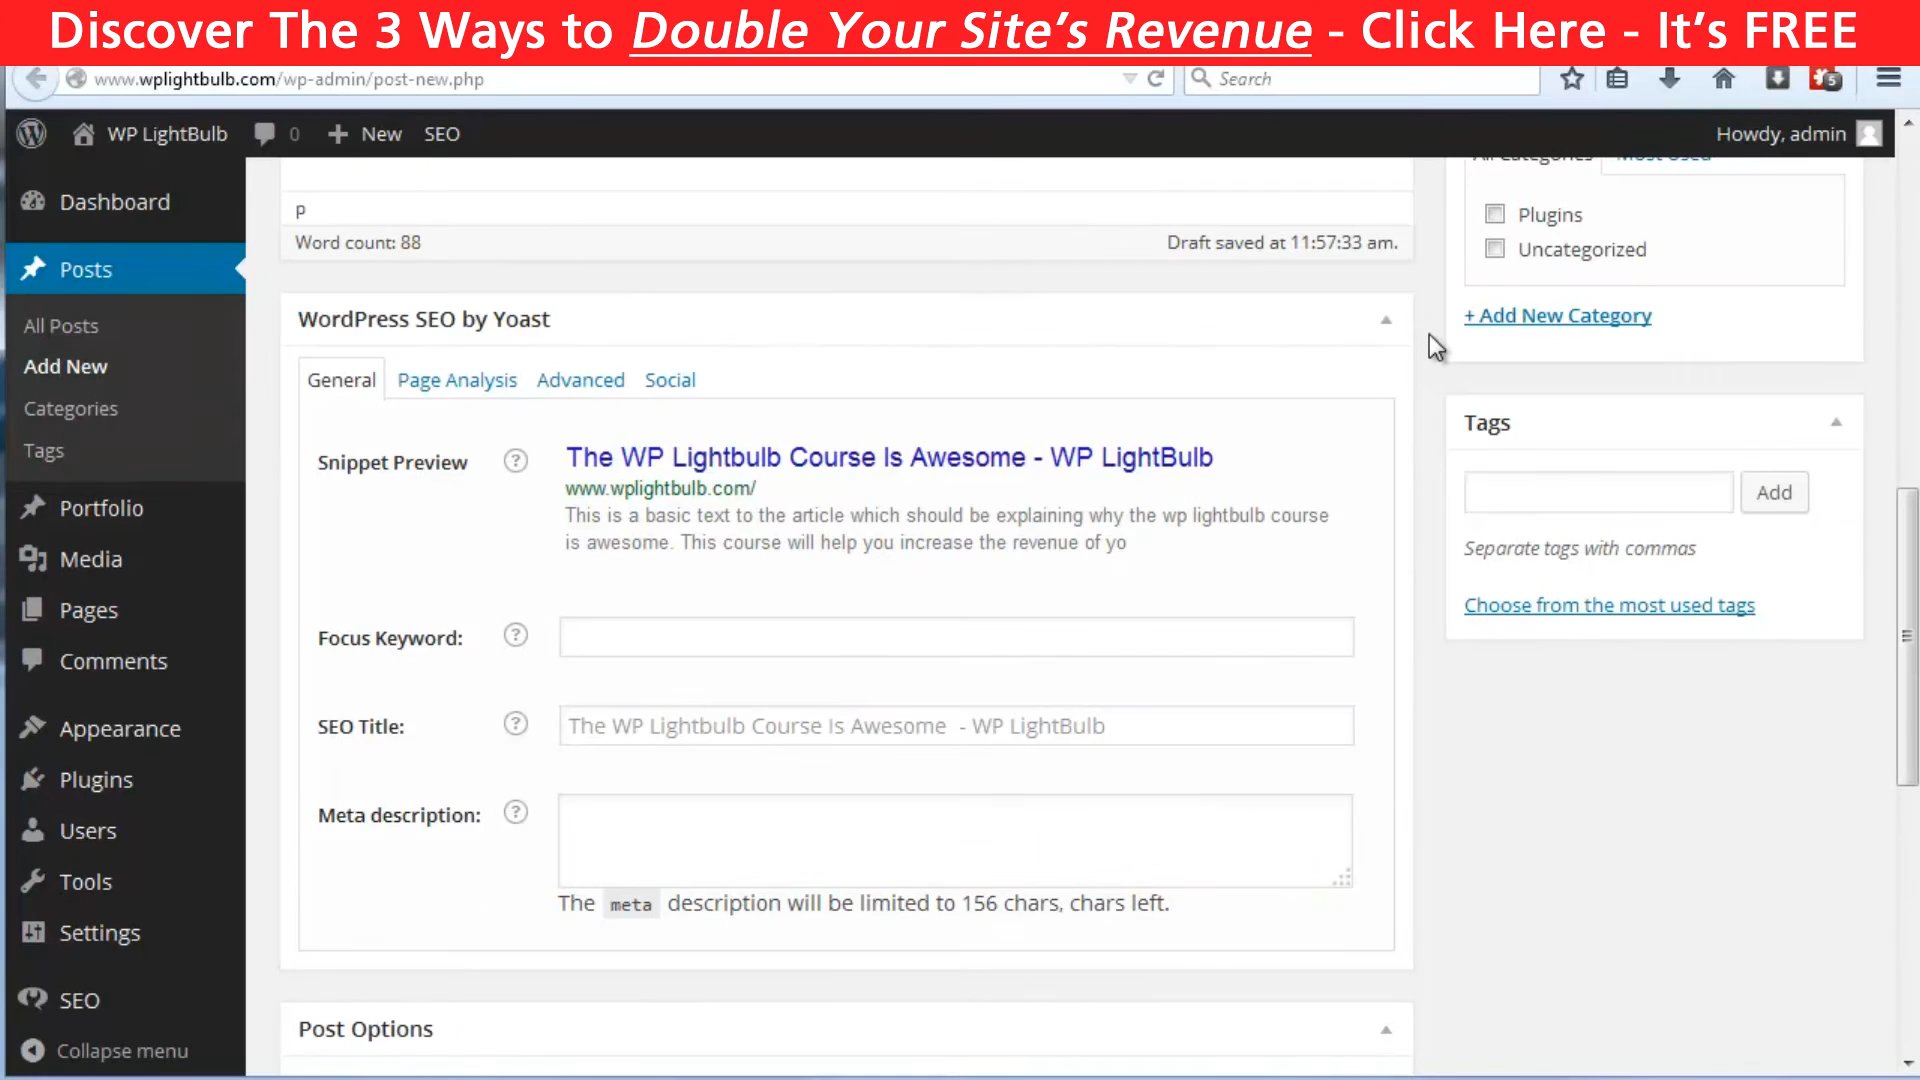 Discover The 3 Ways to Double Your Site's Revenue - Click Here - It's FREE
www.wplightbulb.com/wp-admin/post-new.php
Search
5
WP LightBulb
0
New
SEO
Howdy, admin
Dashboard
Posts
All Posts
Add New
Categories
Tags
Portfolio
Media
Pages
Comments
Appearance
Plugins
Users
Tools
Settings
SEO
Collapse menu
p
Word count: 88
Draft saved at 11:57:33 am.
WordPress SEO by Yoast
General
Page Analysis
Advanced
Social
Snippet Preview
?
The WP Lightbulb Course Is Awesome - WP LightBulb
www.wplightbulb.com/
This is a basic text to the article which should be explaining why the wp lightbulb course
is awesome. This course will help you increase the revenue of yo
Focus Keyword:
?
SEO Title:
?
The WP Lightbulb Course Is Awesome - WP LightBulb
Meta description:
?
The meta description will be limited to 156 chars, chars left.
Post Options
All Categories
Most Used
Plugins
Uncategorized
+ Add New Category
Tags
Add
Separate tags with commas
Choose from the most used tags